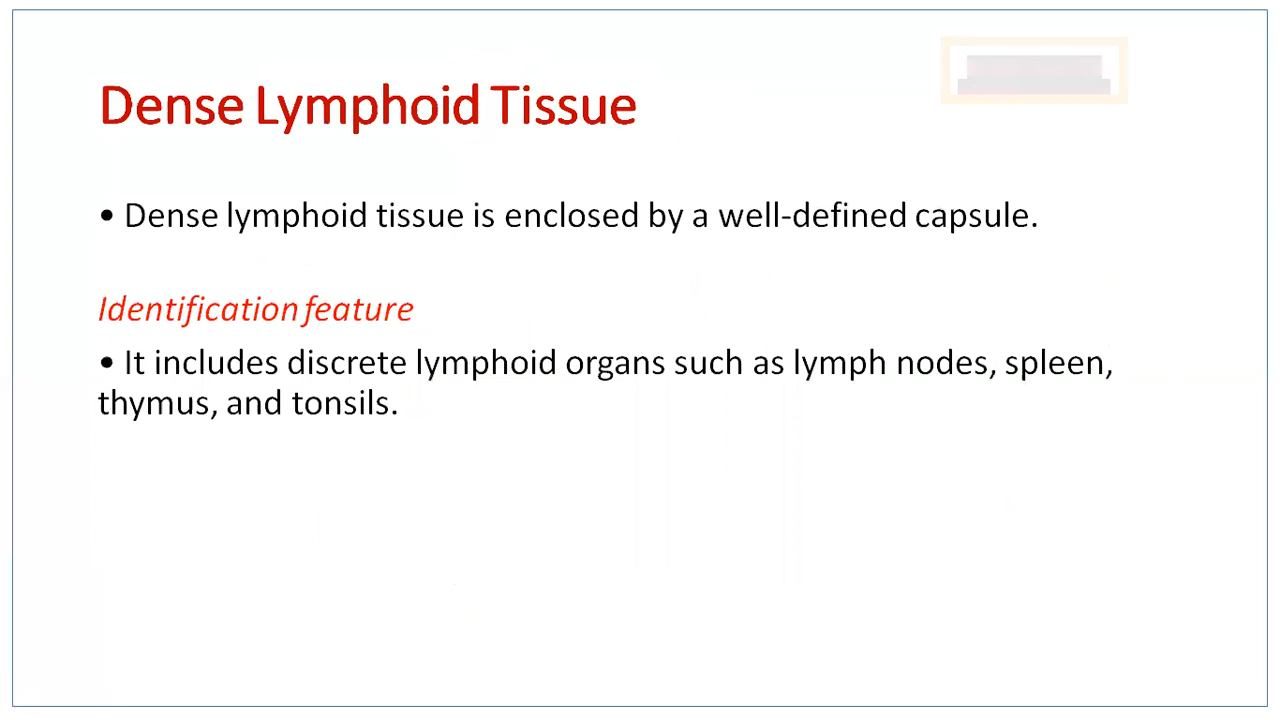 Dense Lymphoid Tissue
• Dense lymphoid tissue is enclosed by a well-defined capsule.
Identification feature
• It includes discrete lymphoid organs such as lymph nodes, spleen,
thymus, and tonsils.